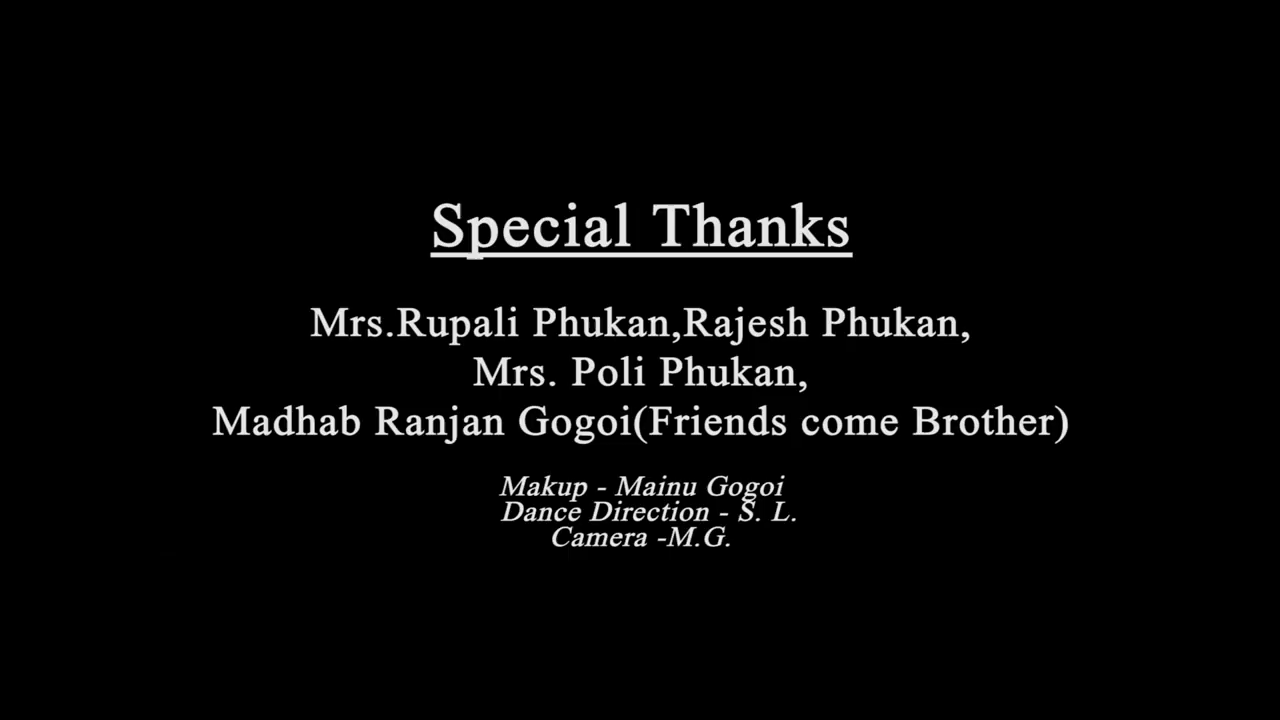 Special Thanks
Mrs.Rupali Phukan,Rajesh Phukan,
Mrs. Poli Phukan,
Madhab Ranjan Gogoi(Friends come Brother)
Makup - Mainu Gogoi
Dance Direction - S. L.
Camera -M.G.